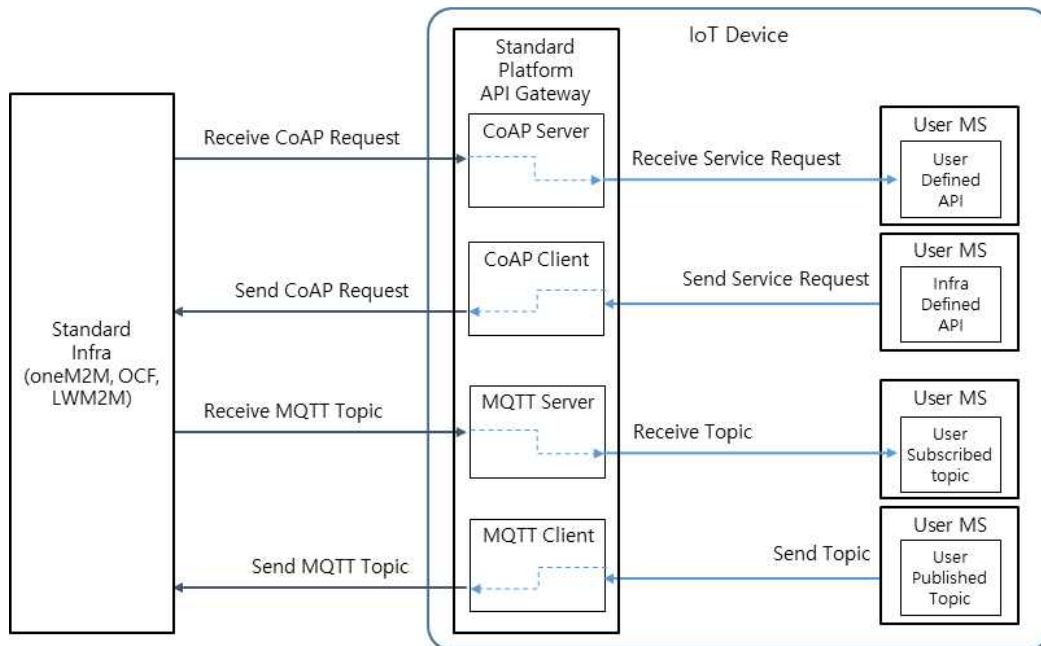 IoT Device
Standard
Platform
API Gateway
Standard
Infra
(oneM2M, OCF,
LWM2M)
Receive CoAP Request
CoAP Server
Receive Service Request
User MS
User
Defined
API
Send CoAP Request
CoAP Client
Send Service Request
User MS
Infra
Defined
API
Receive MQTT Topic
MQTT Server
Receive Topic
User MS
User
Subscribed
topic
Send MQTT Topic
MQTT Client
Send Topic
User MS
User
Published
Topic